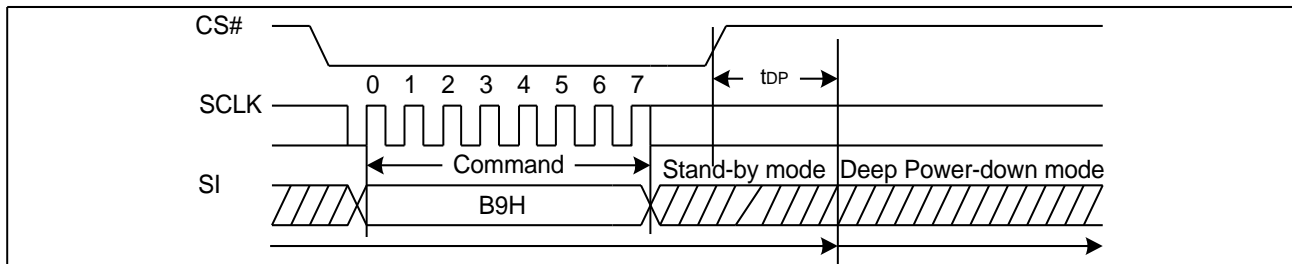 CS#
tDP
0 1 2 3 4 5 6 7
SCLK
Command
Stand-by mode Deep Power-down mode
SI
B9H